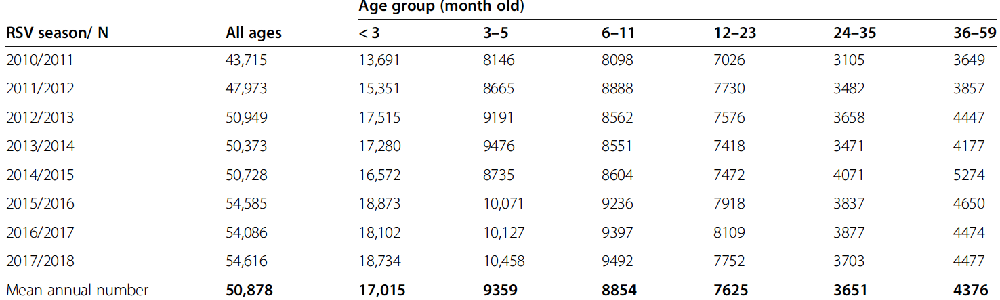 Age group (month old)
RSV season/ N All ages < 3 3–5 6–11 12–23 24–35 36–59
2010/2011 43,715 13,691 8146 8098 7026 3105 3649
2011/2012 47,973 15,351 8665 8888 7730 3482 3857
2012/2013 50,949 17,515 9191 8562 7576 3658 4447
2013/2014 50,373 17,280 9476 8551 7418 3471 4177
2014/2015 50,728 16,572 8735 8604 7472 4071 5274
2015/2016 54,585 18,873 10,071 9236 7918 3837 4650
2016/2017 54,086 18,102 10,127 9397 8109 3877 4474
2017/2018 54,616 18,734 10,458 9492 7752 3703 4477
Mean annual number 50,878 17,015 9359 8854 7625 3651 4376